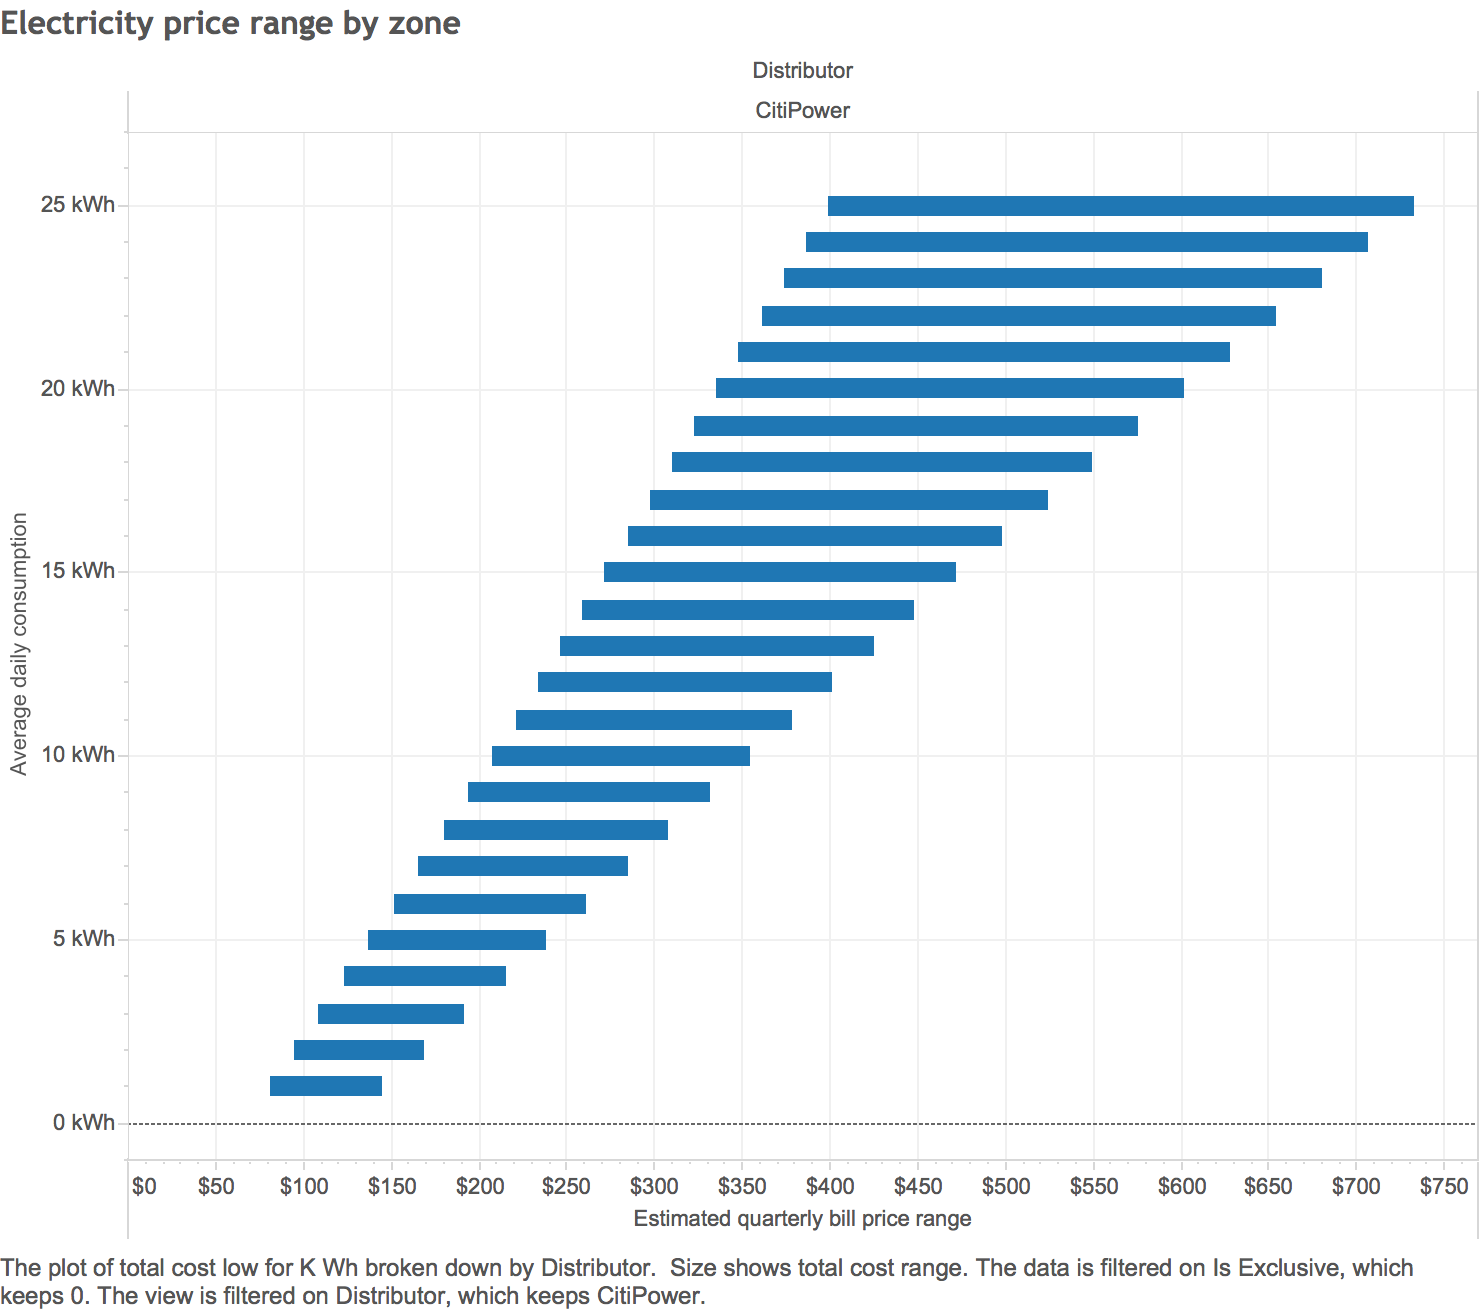 Electricity price range by zone
Distributor
CitiPower
25 kWh
20 kWh
15 kWh
10 kWh
5 kWh
0 kWh
Average daily consumption
$0 $50 $100 $150 $200 $250 $300 $350 $400 $450 $500 $550 $600 $650 $700 $750
Estimated quarterly bill price range
The plot of total cost low for K Wh broken down by Distributor.  Size shows total cost range. The data is filtered on Is Exclusive, which
keeps 0. The view is filtered on Distributor, which keeps CitiPower.